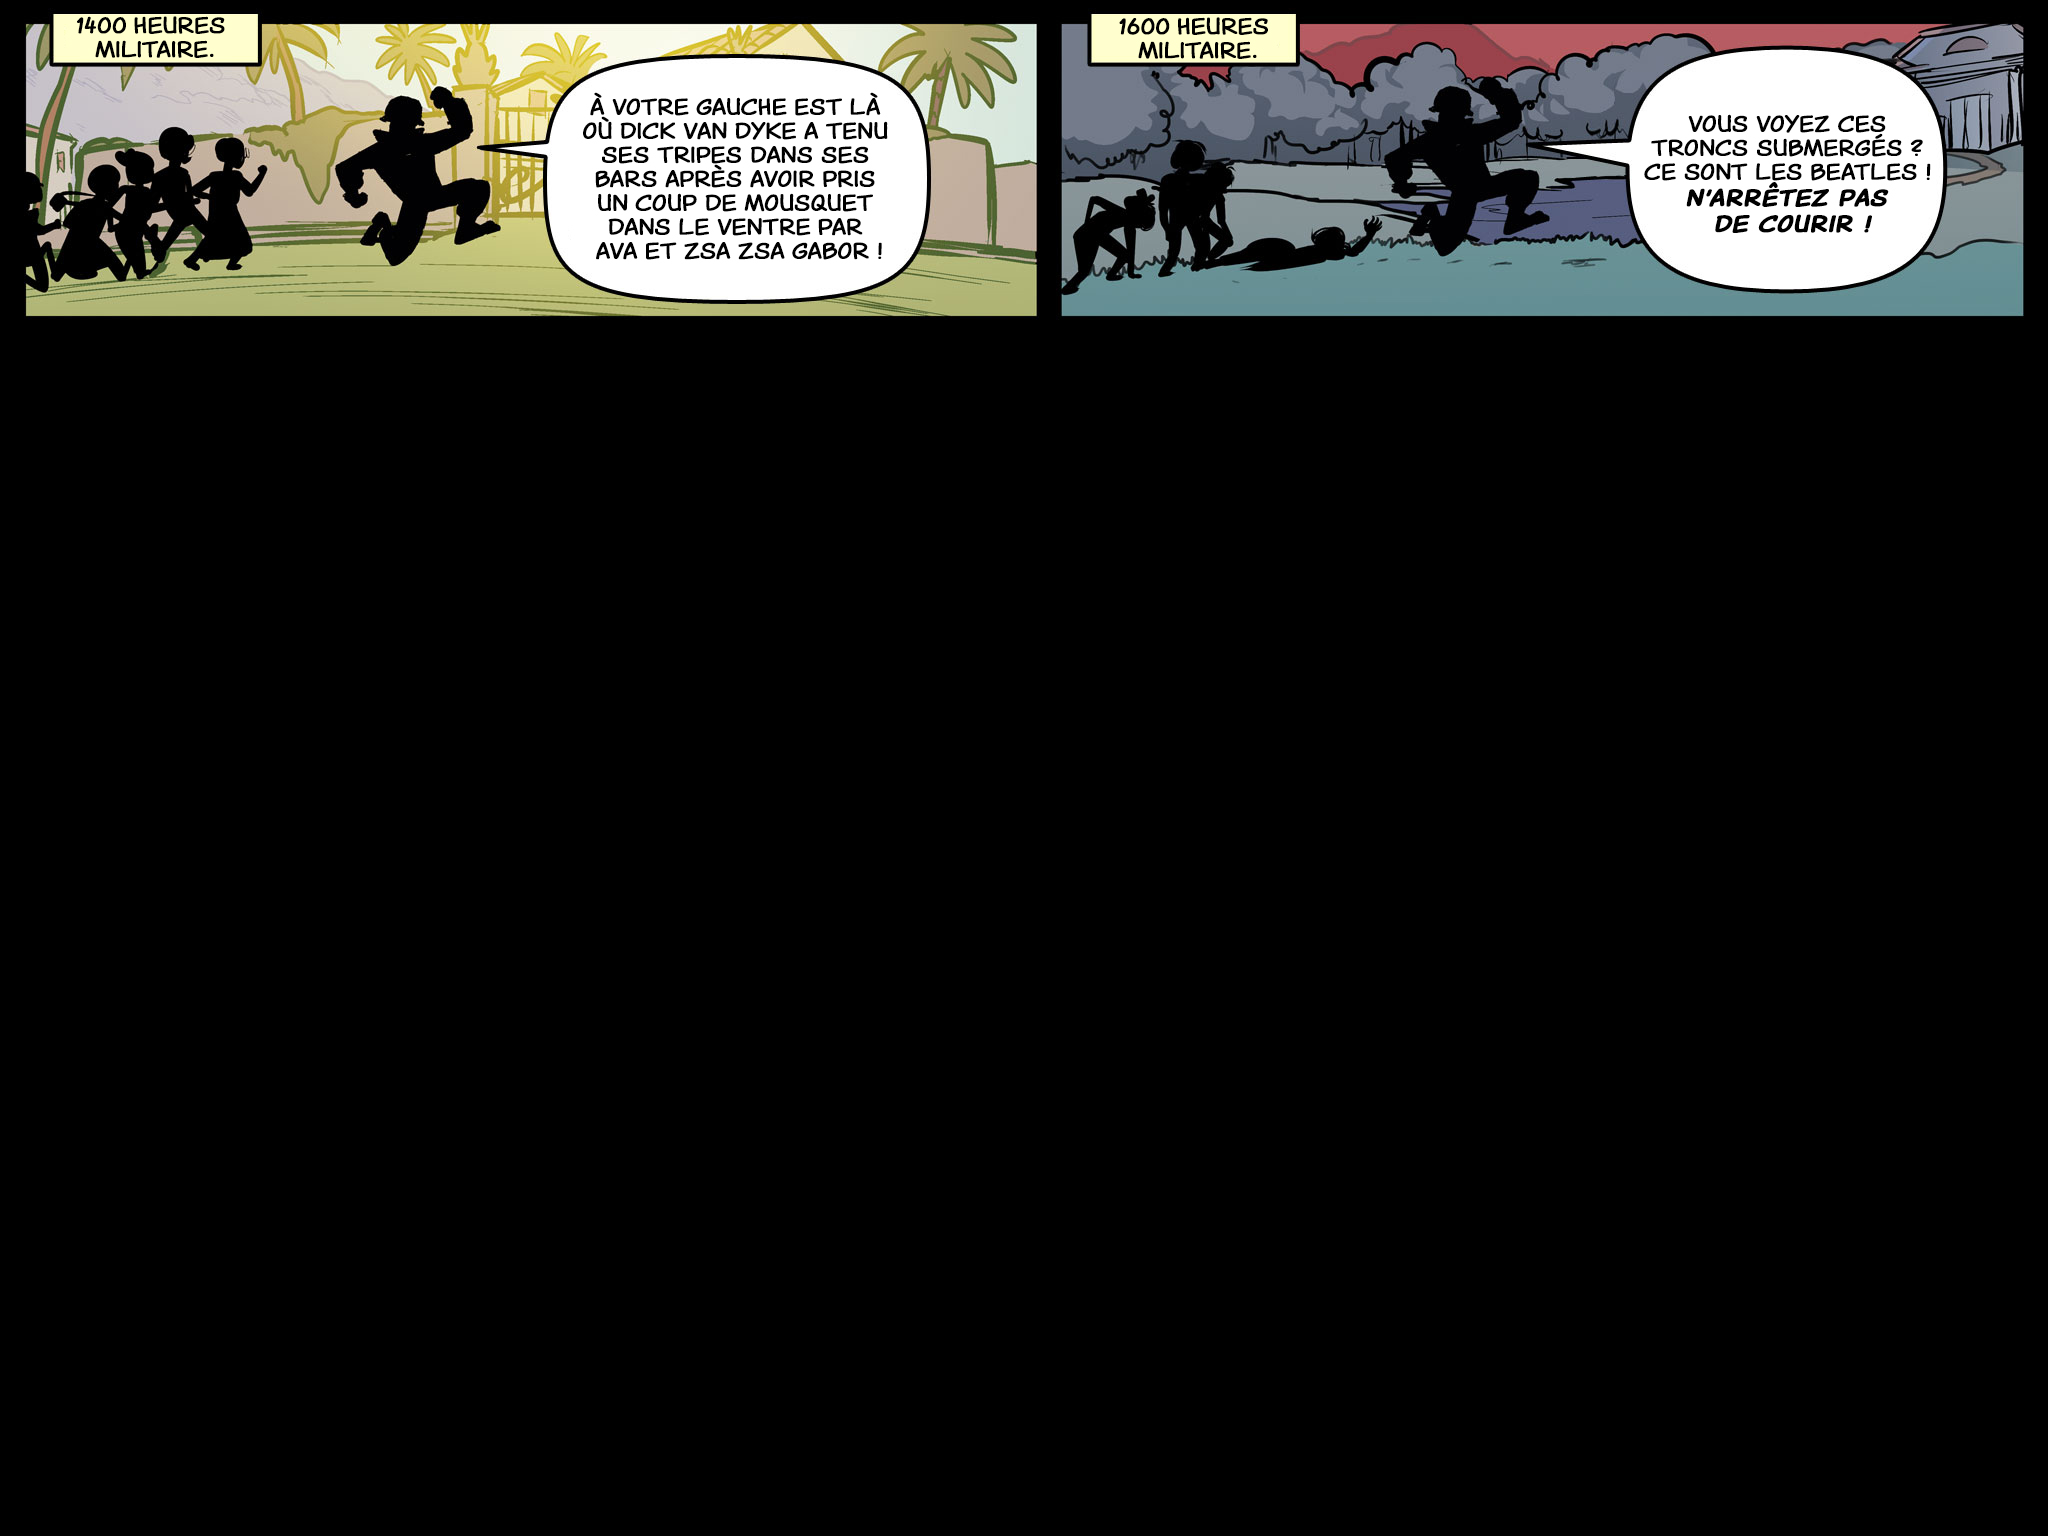 1400 HEURES
MILITAIRE.
À VOTRE GAUCHE EST LÀ
OÙ DICK VAN DYKE A TENU
SES TRIPES DANS SES
BARS APRÈS AVOIR PRIS
UN COUP DE MOUSQUET
DANS LE VENTRE PAR
AVA ET ZSA ZSA GABOR !
1600 HEURES
MILITAIRE.
VOUS VOYEZ CES
TRONCS SUBMERGÉS ?
CE SONT LES BEATLES !
N'ARRÊTEZ PAS
DE COURIR !